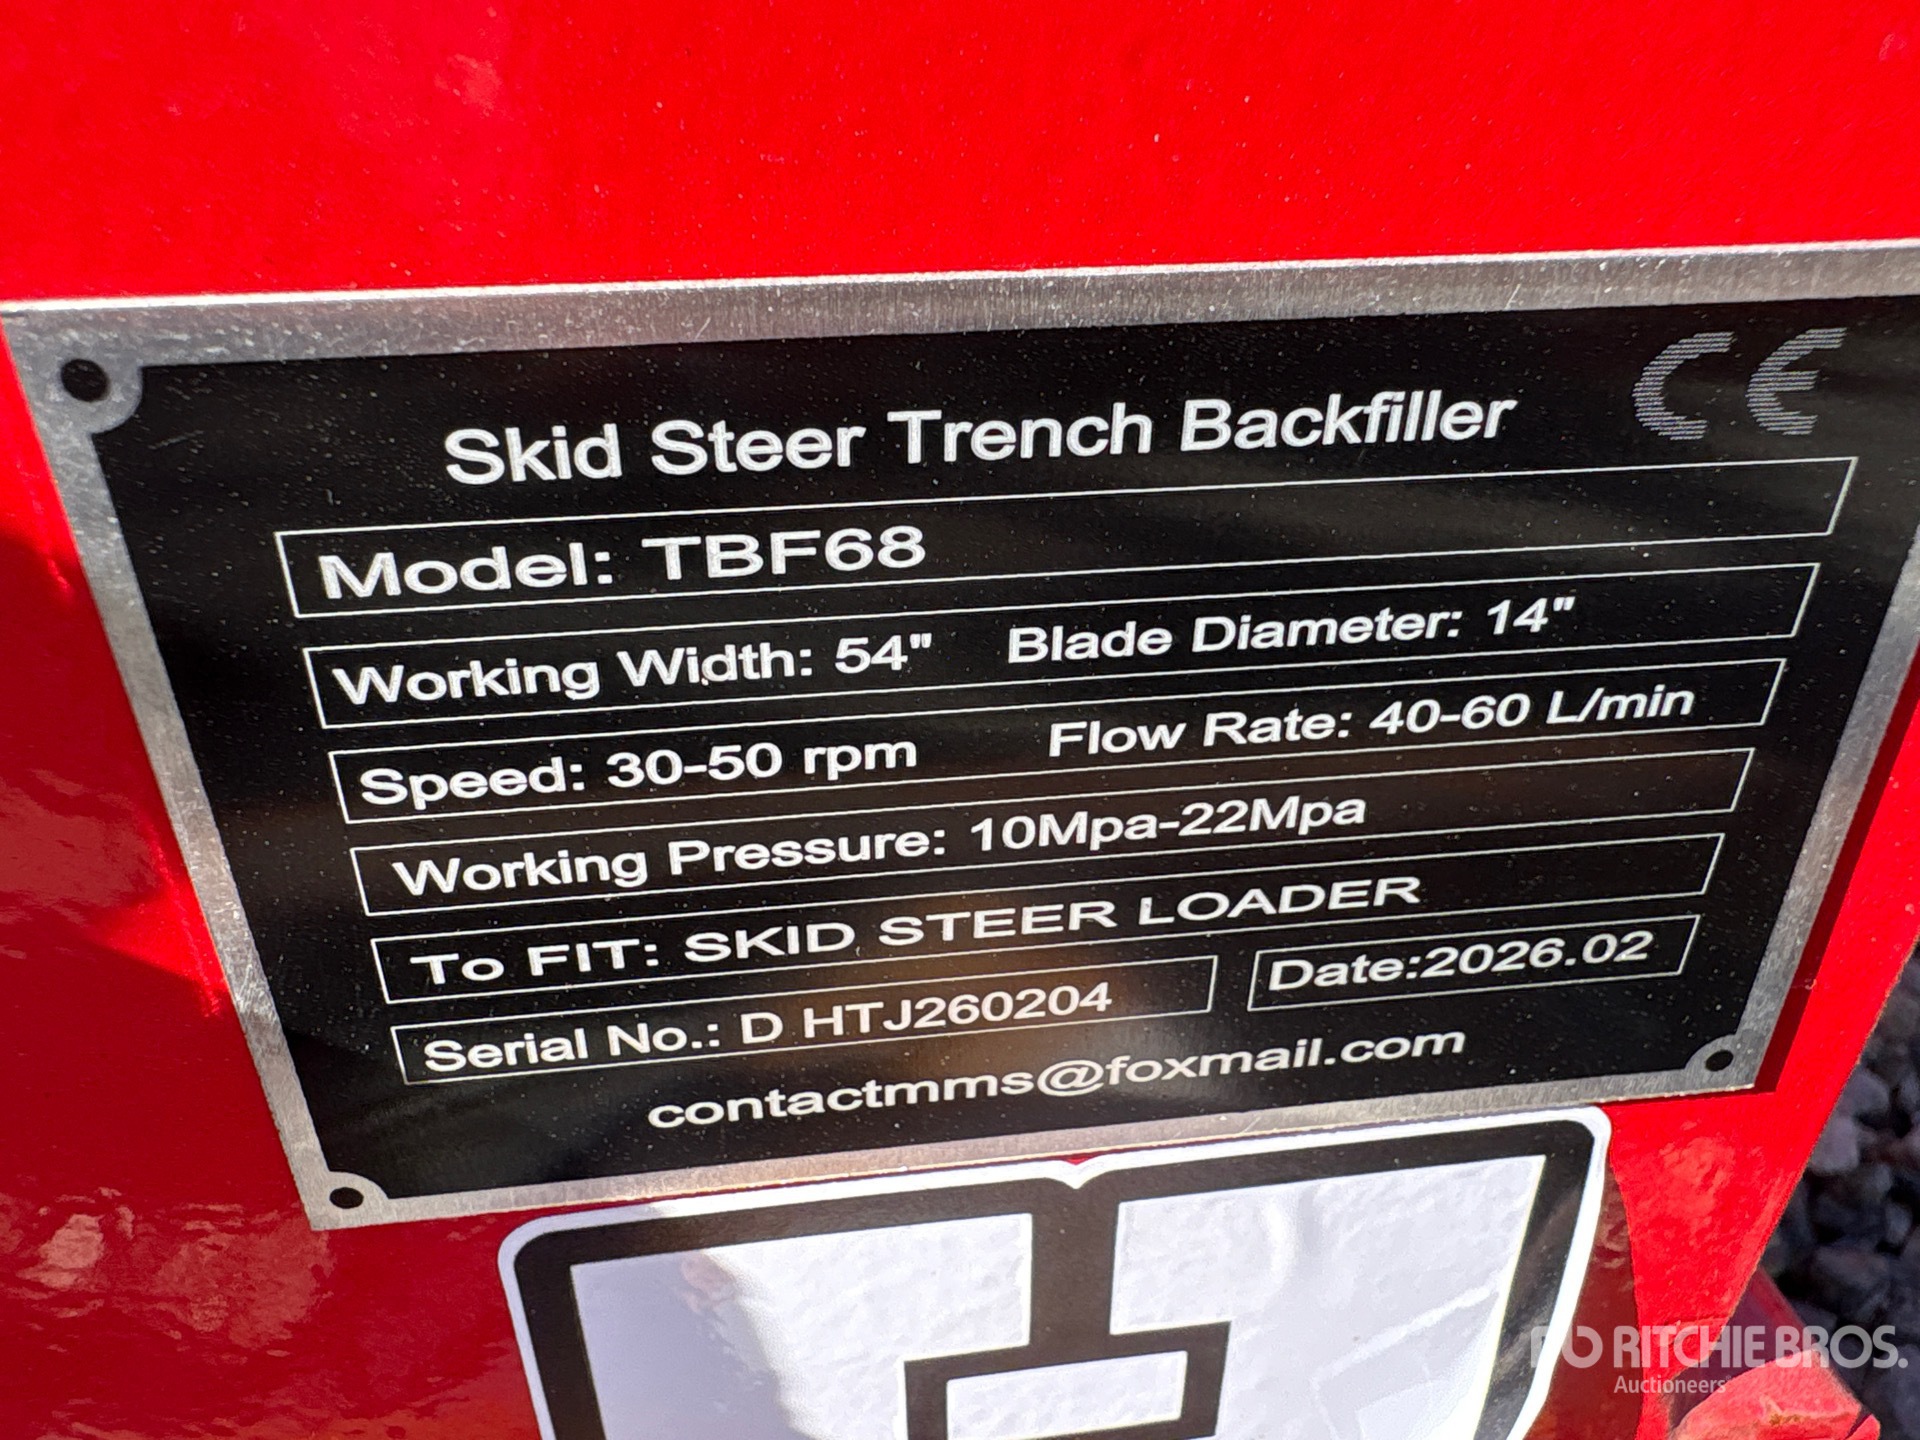 CE
Skid Steer Trench Backfiller
Model: TBF68
Working Width: 54" Blade Diameter: 14"
Speed: 30-50 rpm Flow Rate: 40-60 L/min
Working Pressure: 10Mpa-22Mpa
To FIT: SKID STEER LOADER
Serial No.: D HTJ260204 Date:2026.02
contactmms@foxmail.com
RITCHIE BROS.
Auctioneers